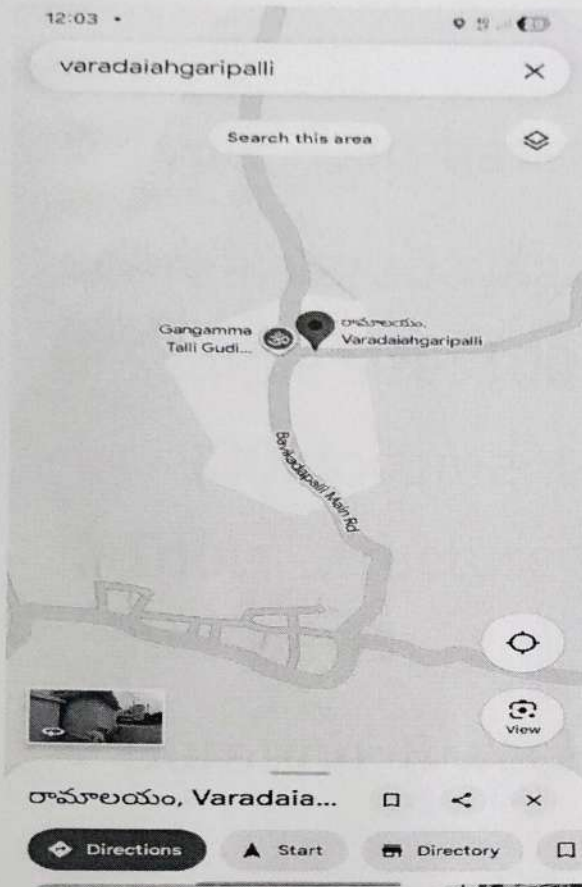 12:03
varadaiahgaripalli
Search this area
Gangamma
Talli Gudi...
రామాలయం,
Varadaiahgaripalli
Bavikadapalli Main Rd
View
రామాలయం, Varadaia...
Directions
Start
Directory